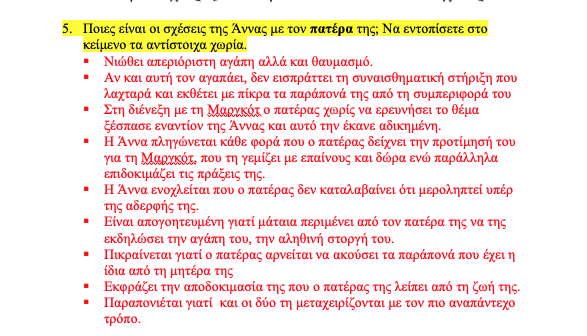 5. Ποιες είναι οι σχέσεις της Άννας με τον πατέρα της; Να εντοπίσετε στο
κείμενο τα αντίστοιχα χωρία.
▪ Νιώθει απεριόριστη αγάπη αλλά και θαυμασμό.
▪ Αν και αυτή τον αγαπάει, δεν εισπράττει τη συναισθηματική στήριξη που
λαχταρά και εκθέτει με πίκρα τα παράπονά της από τη συμπεριφορά του
▪ Στη διένεξη με τη Μαργκότ ο πατέρας χωρίς να ερευνήσει το θέμα
ξέσπασε εναντίον της Άννας και αυτό την έκανε αδικημένη.
▪ Η Άννα πληγώνεται κάθε φορά που ο πατέρας δείχνει την προτίμησή του
για τη Μαργκότ, που τη γεμίζει με επαίνους και δώρα ενώ παράλληλα
επιδοκιμάζει τις πράξεις της.
▪ Η Άννα ενοχλείται που ο πατέρας δεν καταλαβαίνει ότι μεροληπτεί υπέρ
της αδερφής της.
▪ Είναι απογοητευμένη γιατί μάταια περιμένει από τον πατέρα της να της
εκδηλώσει την αγάπη του, την αληθινή στοργή του.
▪ Πικραίνεται γιατί ο πατέρας αρνείται να ακούσει τα παράπονά που έχει η
ίδια από τη μητέρα της
▪ Εκφράζει την αποδοκιμασία της που ο πατέρας της λείπει από τη ζωή της.
▪ Παραπονιέται γιατί και οι δύο τη μεταχειρίζονται με τον πιο αναπάντεχο
τρόπο.